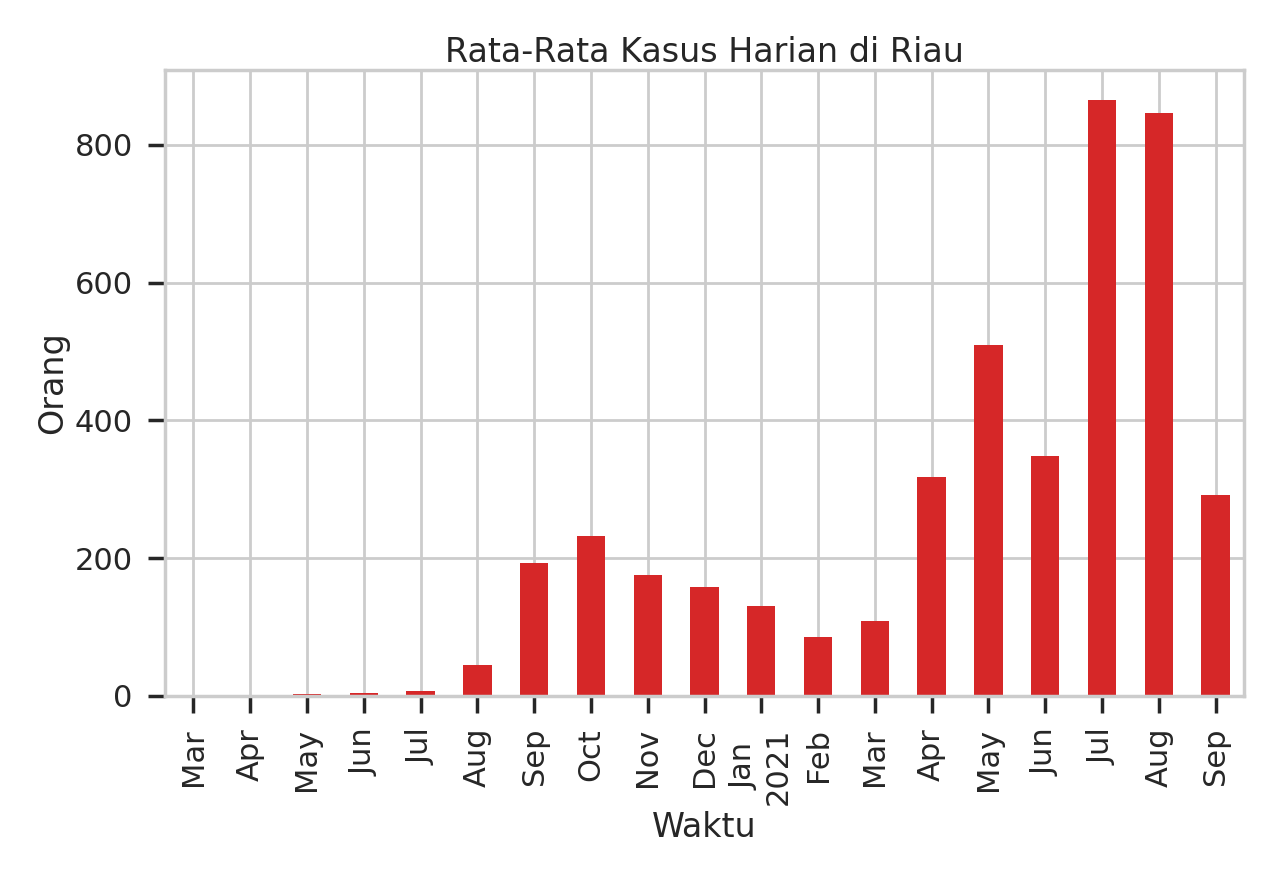 Rata-Rata Kasus Harian di Riau
Orang
800
600
400
200
0
Mar
Apr
May
Jun
Jul
Aug
Sep
Oct
Nov
Dec
Jan
2021
Feb
Mar
Apr
May
Jun
Jul
Aug
Sep
Waktu